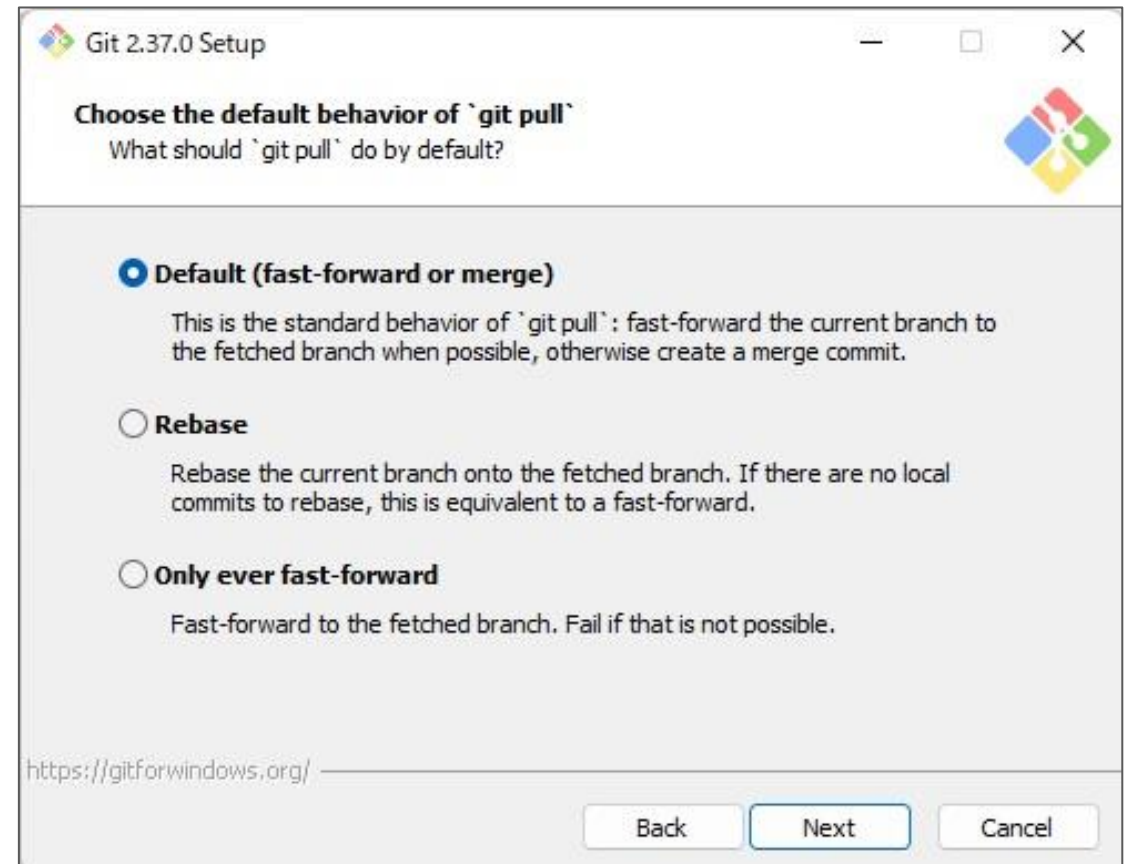 Git 2.37.0 Setup
Choose the default behavior of `git pull`
What should `git pull` do by default?
Default (fast-forward or merge)
This is the standard behavior of `git pull`: fast-forward the current branch to
the fetched branch when possible, otherwise create a merge commit.
Rebase
Rebase the current branch onto the fetched branch. If there are no local
commits to rebase, this is equivalent to a fast-forward.
Only ever fast-forward
Fast-forward to the fetched branch. Fail if that is not possible.
https://gitforwindows.org/
Back Next Cancel